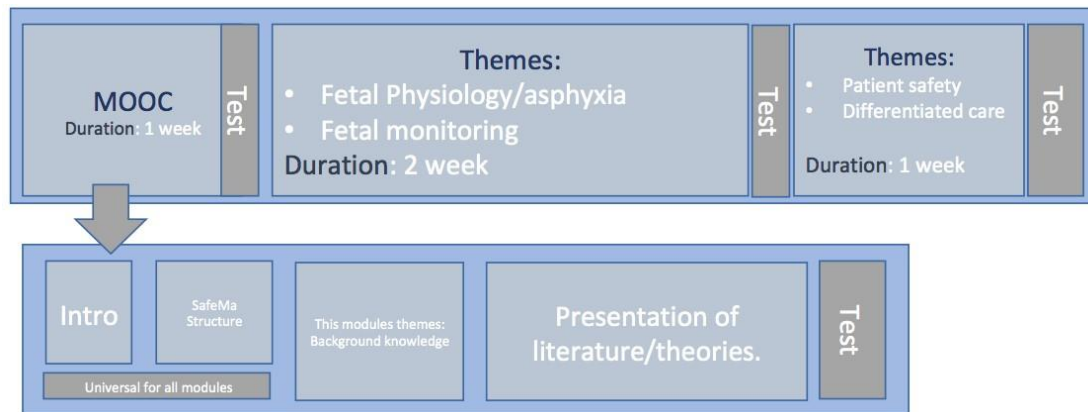 MOOC
Duration: 1 week
Test
Themes:
• Fetal Physiology/asphyxia
• Fetal monitoring
Duration: 2 week
Test
Themes:
• Patient safety
• Differentiated care
Duration: 1 week
Test
Intro
SafeMa
Structure
Universal for all modules
This modules themes:
Background knowledge
Presentation of
literature/theories.
Test